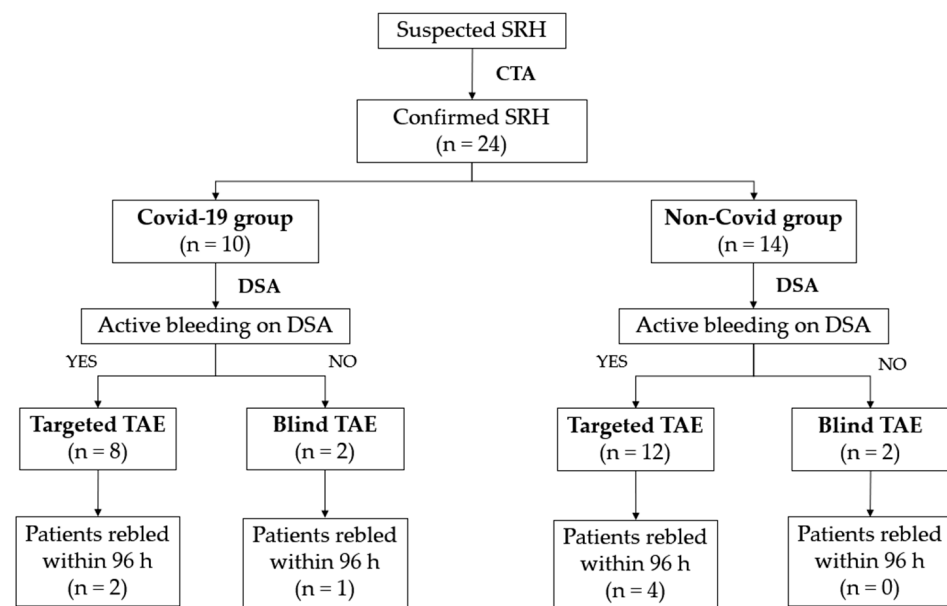 Suspected SRH
CTA
Confirmed SRH
(n = 24)
Covid-19 group
(n = 10)
Non-Covid group
(n = 14)
DSA
DSA
Active bleeding on DSA
Active bleeding on DSA
YES
NO
YES
NO
Targeted TAE
(n = 8)
Blind TAE
(n = 2)
Targeted TAE
(n = 12)
Blind TAE
(n = 2)
Patients rebled
within 96 h
(n = 2)
Patients rebled
within 96 h
(n = 1)
Patients rebled
within 96 h
(n = 4)
Patients rebled
within 96 h
(n = 0)